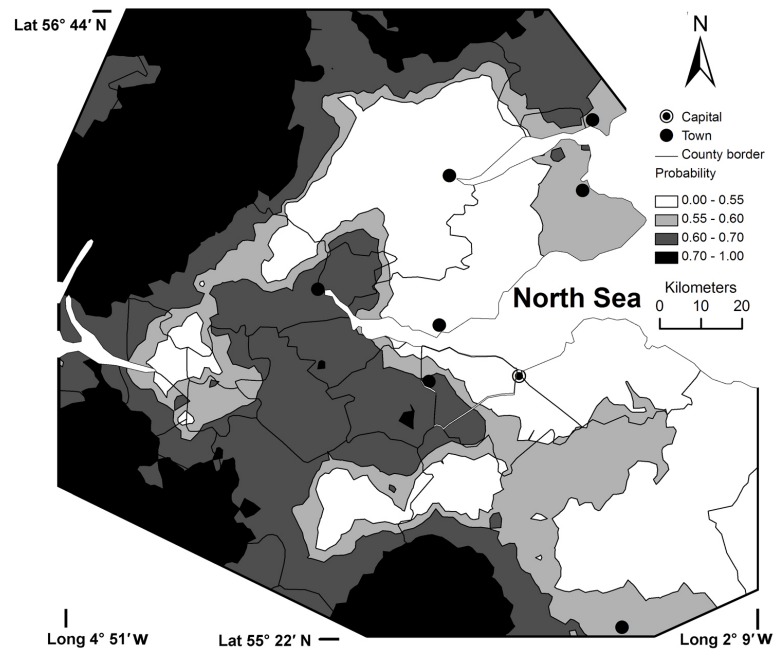 Lat 56° 44′ N
N
Capital
Town
County border
Probability
0.00 - 0.55
0.55 - 0.60
0.60 - 0.70
0.70 - 1.00
Kilometers
0 10 20
North Sea
Long 4° 51′ W
Lat 55° 22′ N
Long 2° 9′ W